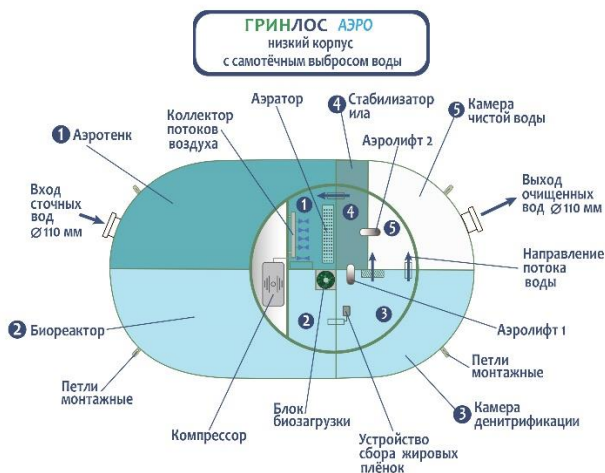 ГРИНЛОС АЭРО
низкий корпус
с самотёчным выбросом воды
1 Аэротенк
Коллектор
потоков
воздуха
Аэратор
4 Стабилизатор
ила
Аэролифт 2
5 Камера
чистой воды
Вход
сточных
вод
Ø 110 мм
Выход
очищенных
вод Ø 110 мм
1
4
5
Направление
потока
воды
2 Биореактор
2
3
Аэролифт 1
Петли
монтажные
Компрессор
Блок
биозагрузки
Устройство
сбора жировых
плёнок
Петли
монтажные
3 Камера
денитрификации